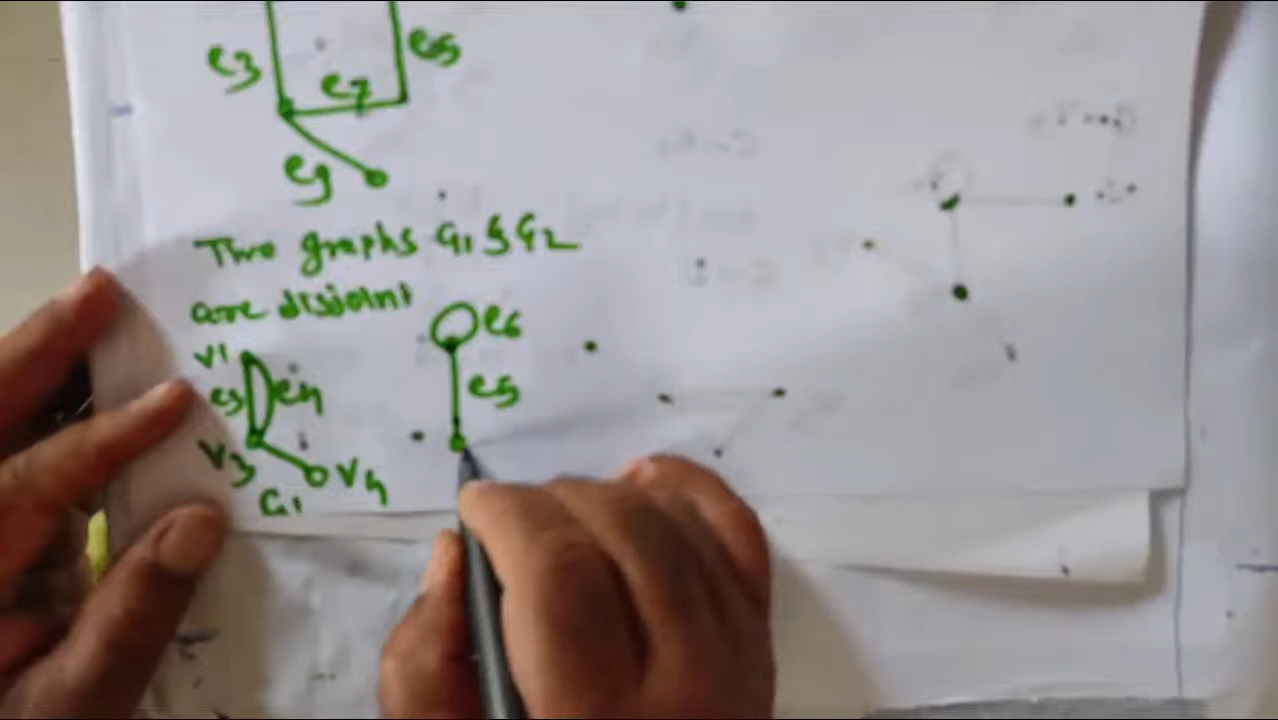 e3
e5
e7
e9
Two graphs G1 & G2
are disjoint
e6
V1
e3
e4
e5
V3
V4
G1